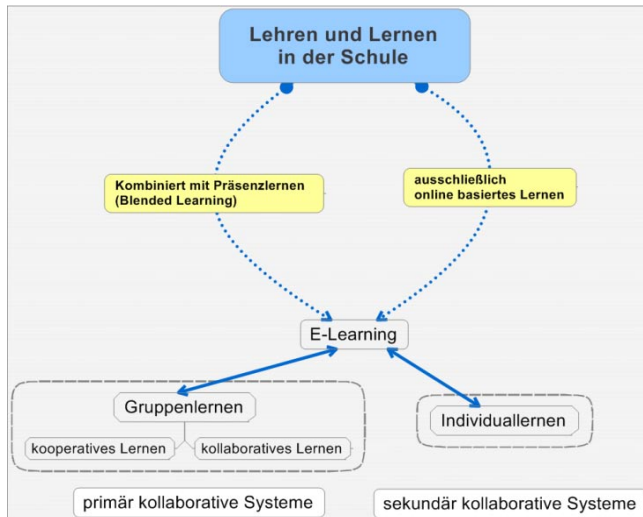 Lehren und Lernen
in der Schule
Kombiniert mit Präsenzlernen
(Blended Learning)
ausschließlich
online basiertes Lernen
E-Learning
Gruppenlernen
Individuallernen
kooperatives Lernen
kollaboratives Lernen
primär kollaborative Systeme
sekundär kollaborative Systeme